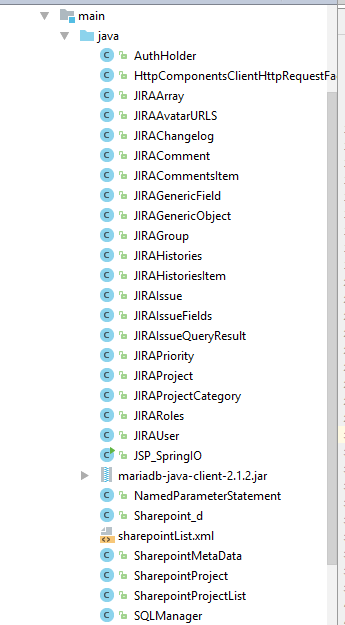 main
java
AuthHolder
HttpComponentsClientHttpRequestFa
JIRAArray
JIRAAvatarURLS
JIRAChangelog
JIRAComment
JIRACommentsItem
JIRAGenericField
JIRAGenericObject
JIRAGroup
JIRAHistories
JIRAHistoriesItem
JIRAIssue
JIRAIssueFields
JIRAIssueQueryResult
JIRAPriority
JIRAProject
JIRAProjectCategory
JIRARoles
JIRAUser
JSP_SpringIO
mariadb-java-client-2.1.2.jar
NamedParameterStatement
Sharepoint_d
sharepointList.xml
SharepointMetaData
SharepointProject
SharepointProjectList
SQLManager